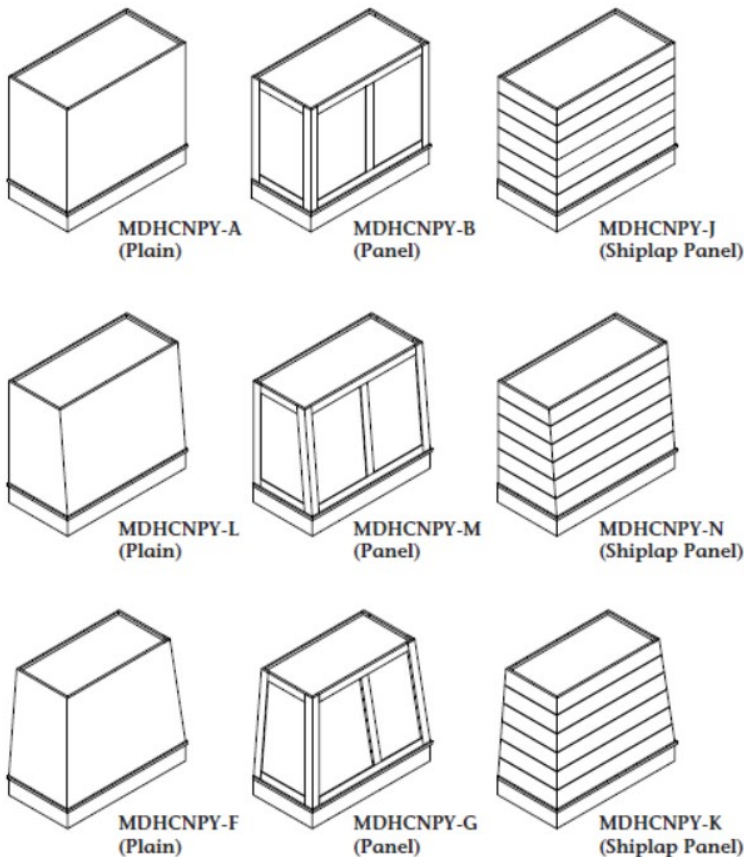 MDHCNPY-A
(Plain)
MDHCNPY-B
(Panel)
MDHCNPY-J
(Shiplap Panel)
MDHCNPY-L
(Plain)
MDHCNPY-M
(Panel)
MDHCNPY-N
(Shiplap Panel)
MDHCNPY-F
(Plain)
MDHCNPY-G
(Panel)
MDHCNPY-K
(Shiplap Panel)